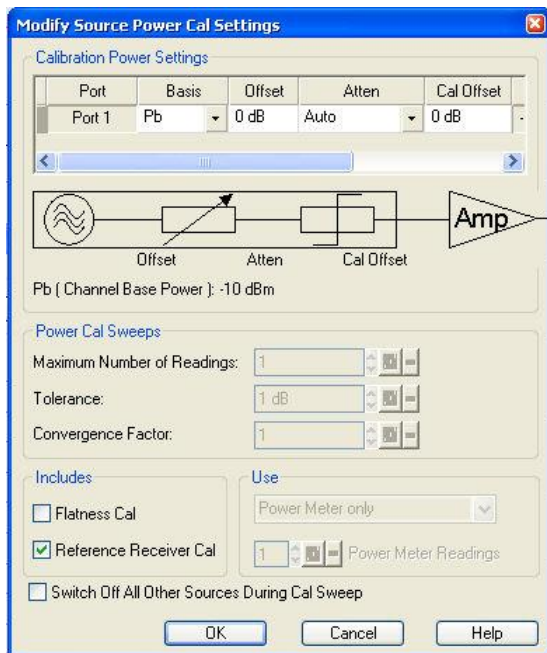 Modify Source Power Cal Settings
Calibration Power Settings
Port Basis Offset Atten Cal Offset
Port 1 Pb 0 dB Auto 0 dB
Amp
Offset Atten Cal Offset
Pb ( Channel Base Power ): -10 dBm
Power Cal Sweeps
Maximum Number of Readings: 1
Tolerance: 1 dB
Convergence Factor: 1
Includes
Flatness Cal
Reference Receiver Cal
Use
Power Meter only
1 Power Meter Readings
Switch Off All Other Sources During Cal Sweep
OK Cancel Help